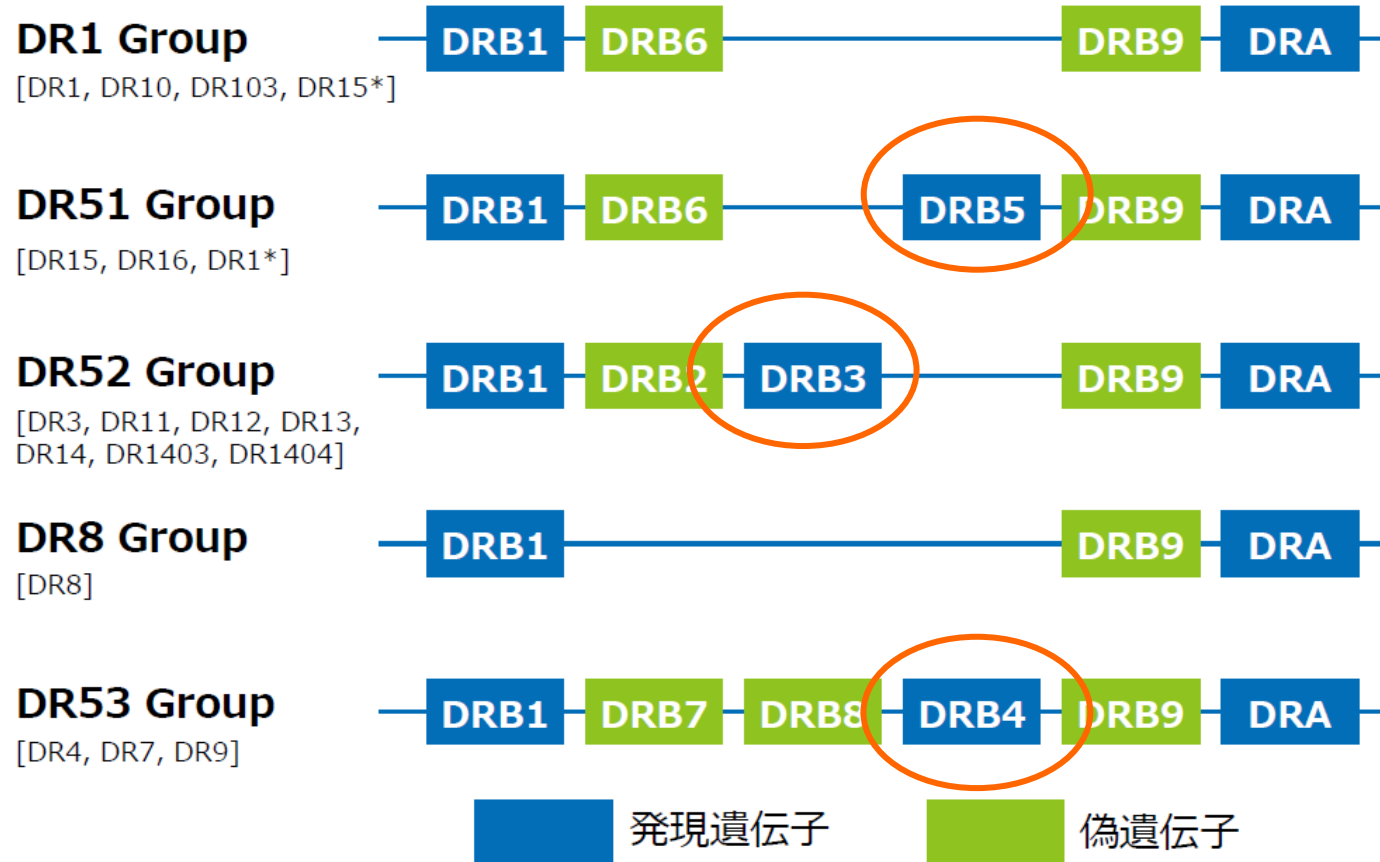 DR1 Group
[DR1, DR10, DR103, DR15*]
DRB1 DRB6 DRB9 DRA
DR51 Group
[DR15, DR16, DR1*]
DRB1 DRB6 DRB5 DRB9 DRA
DR52 Group
[DR3, DR11, DR12, DR13,
DR14, DR1403, DR1404]
DRB1 DRB2 DRB3 DRB9 DRA
DR8 Group
[DR8]
DRB1 DRB9 DRA
DR53 Group
[DR4, DR7, DR9]
DRB1 DRB7 DRB8 DRB4 DRB9 DRA
発現遺伝子 偽遺伝子